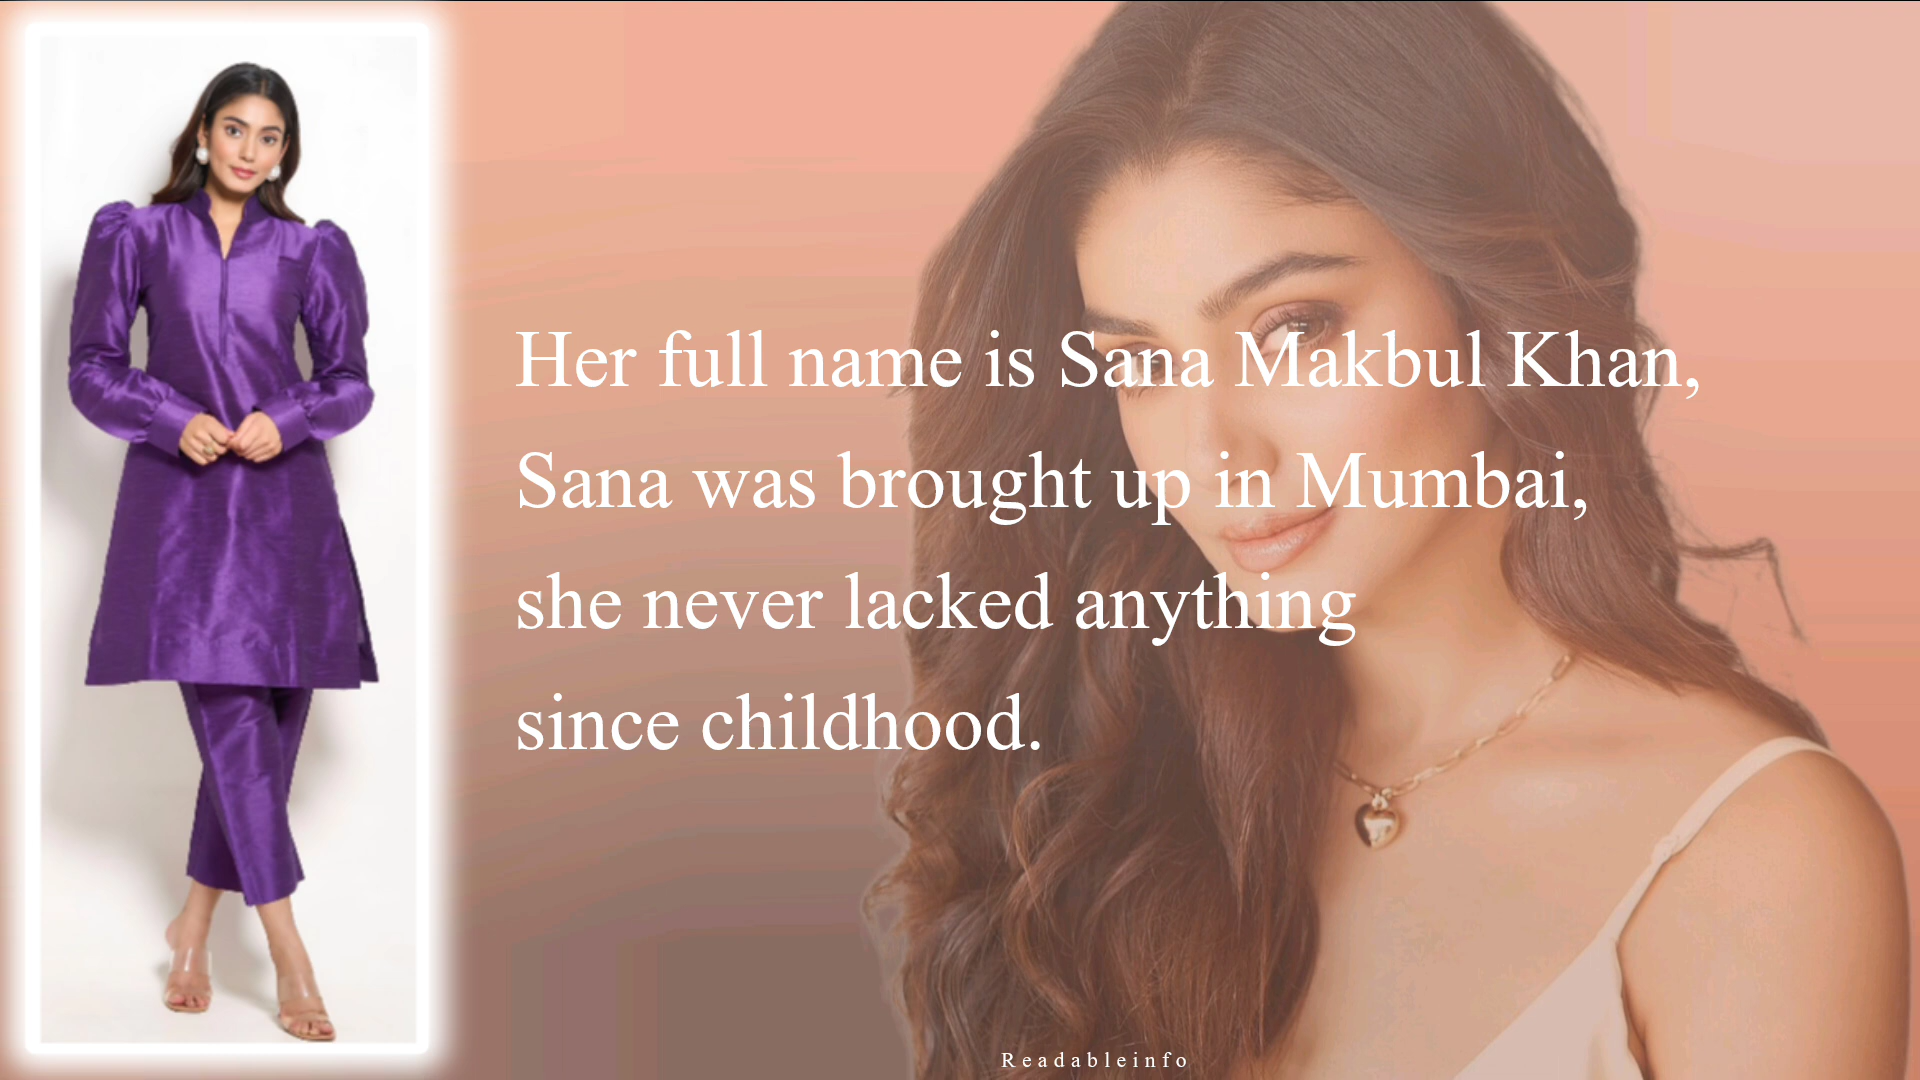 Her full name is Sana Makbul Khan,
Sana was brought up in Mumbai,
she never lacked anything
since childhood.
Readableinfo